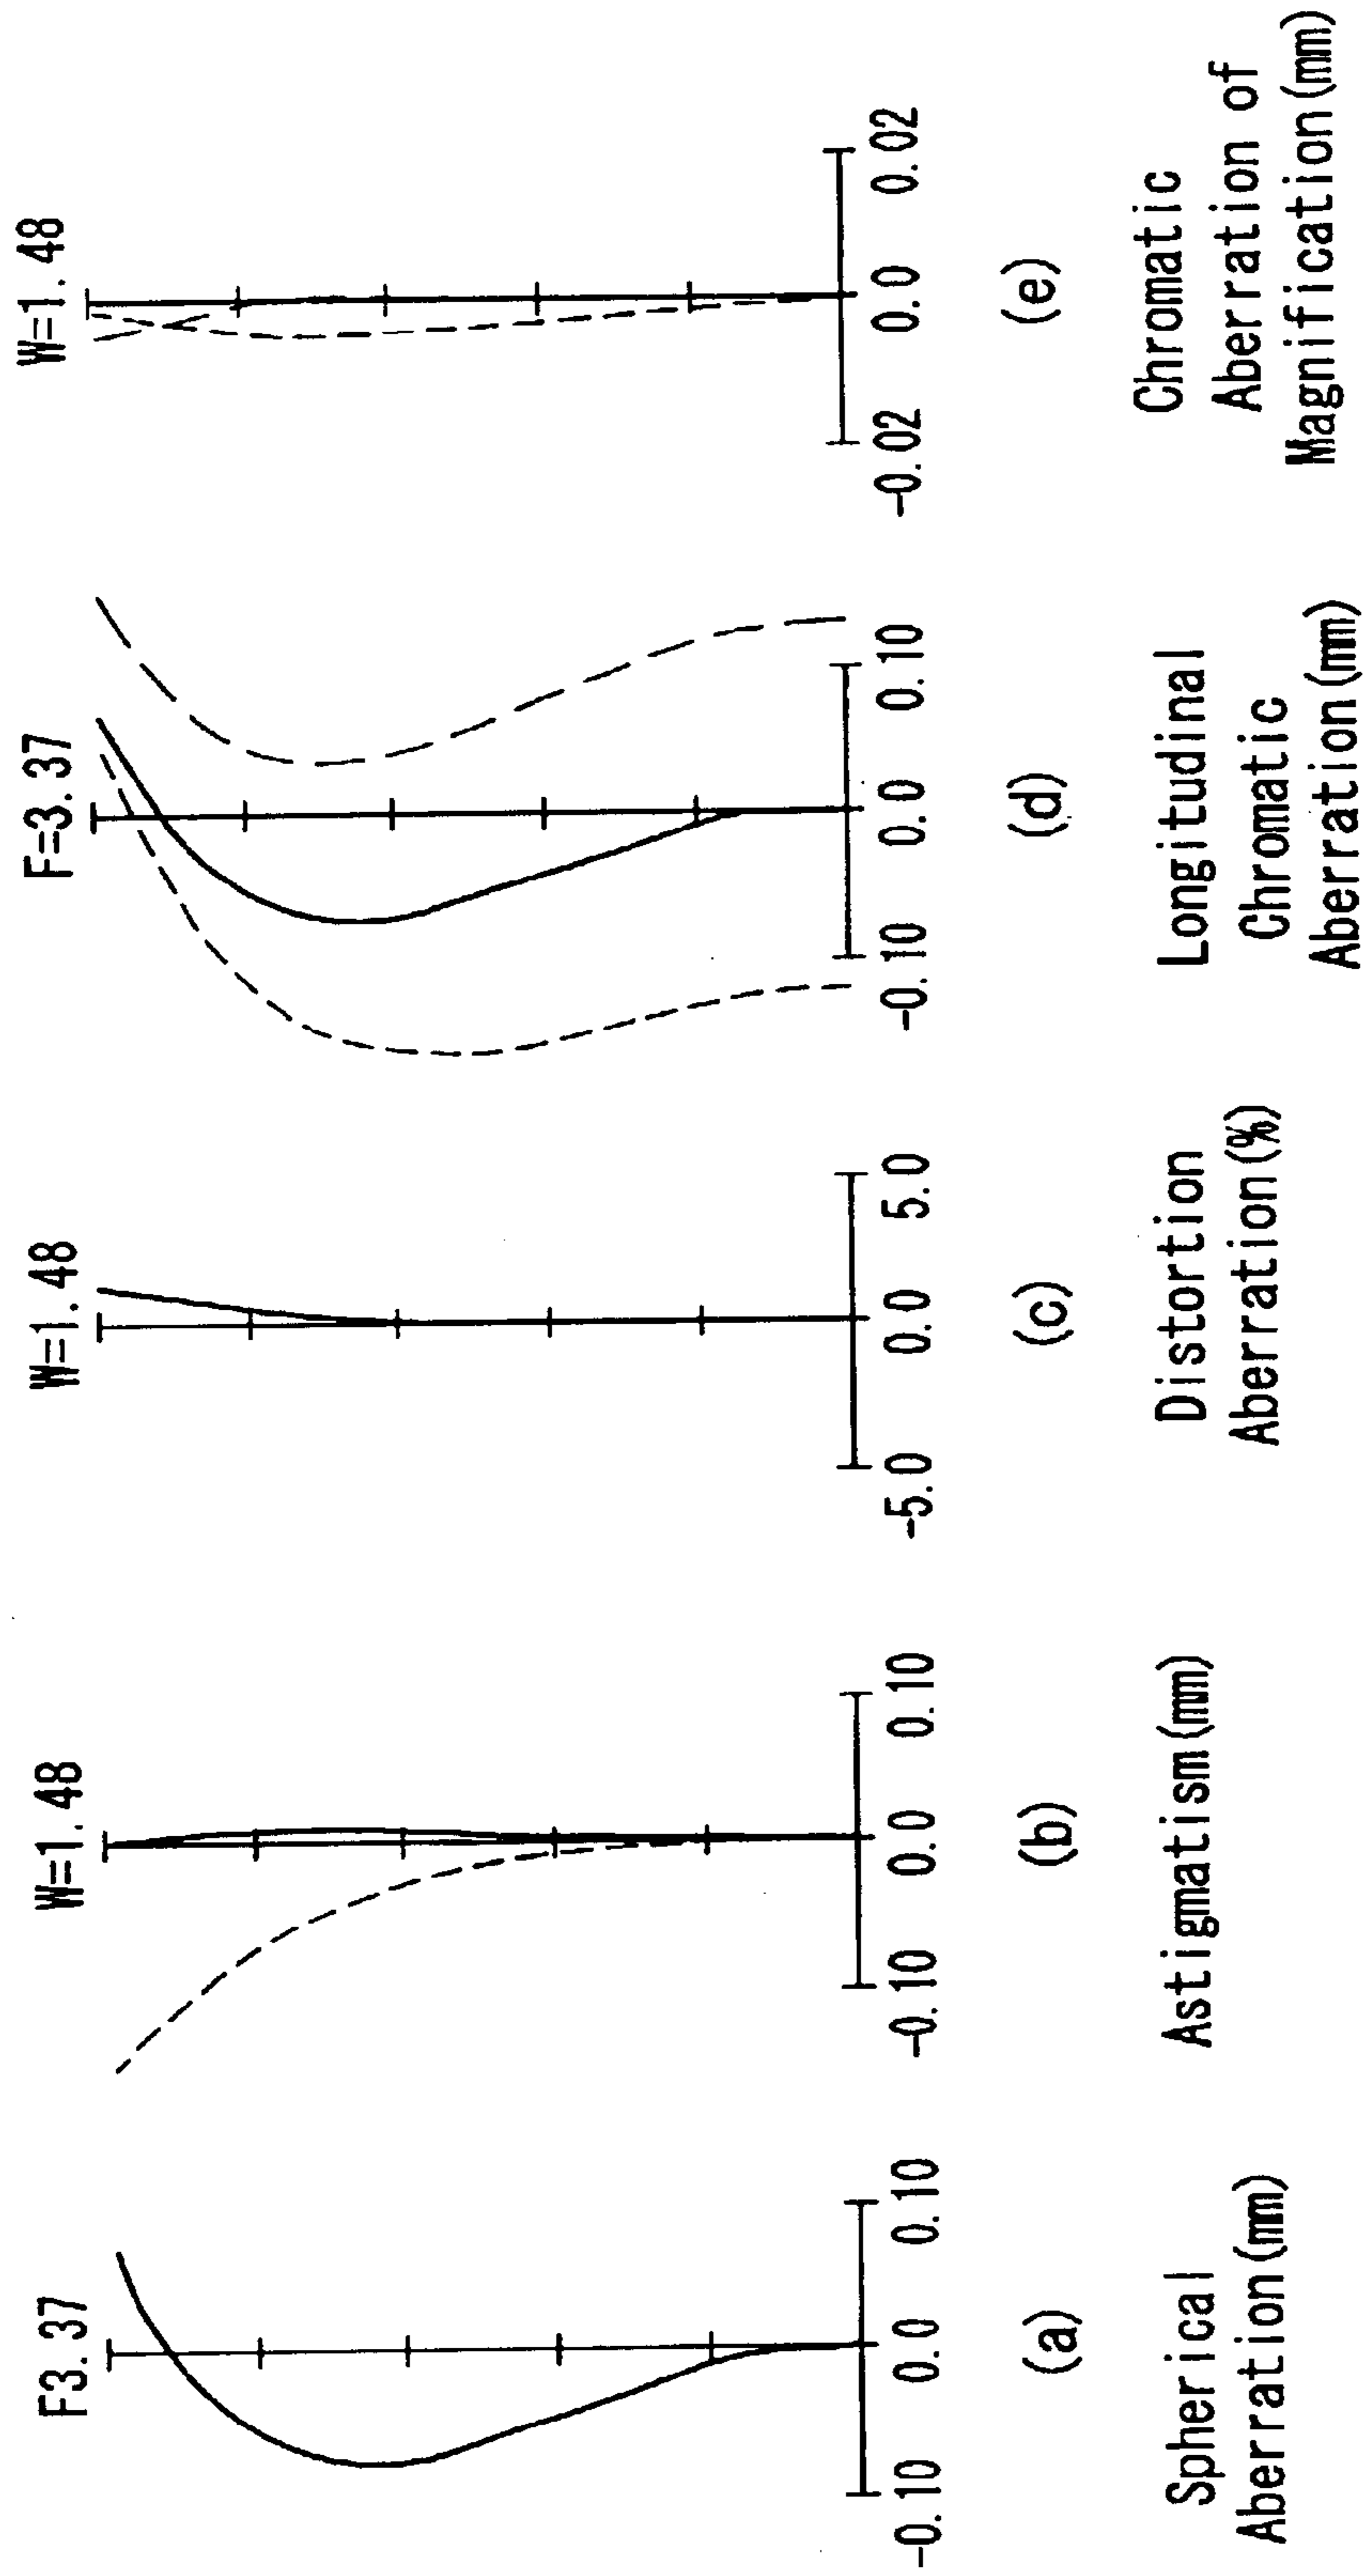 F3. 37
-0. 10 0. 0 0. 10
(a)
Spherical
Aberration(mm)
W=1. 48
-0. 10 0. 0 0. 10
(b)
Astigmatism(mm)
W=1. 48
-5. 0 0. 0 5. 0
(c)
Distortion
Aberration(%)
F=3. 37
-0. 10 0. 0 0. 10
(d)
Longitudinal
Chromatic
Aberration(mm)
W=1. 48
-0. 02 0. 0 0. 02
(e)
Chromatic
Aberration of
Magnification(mm)